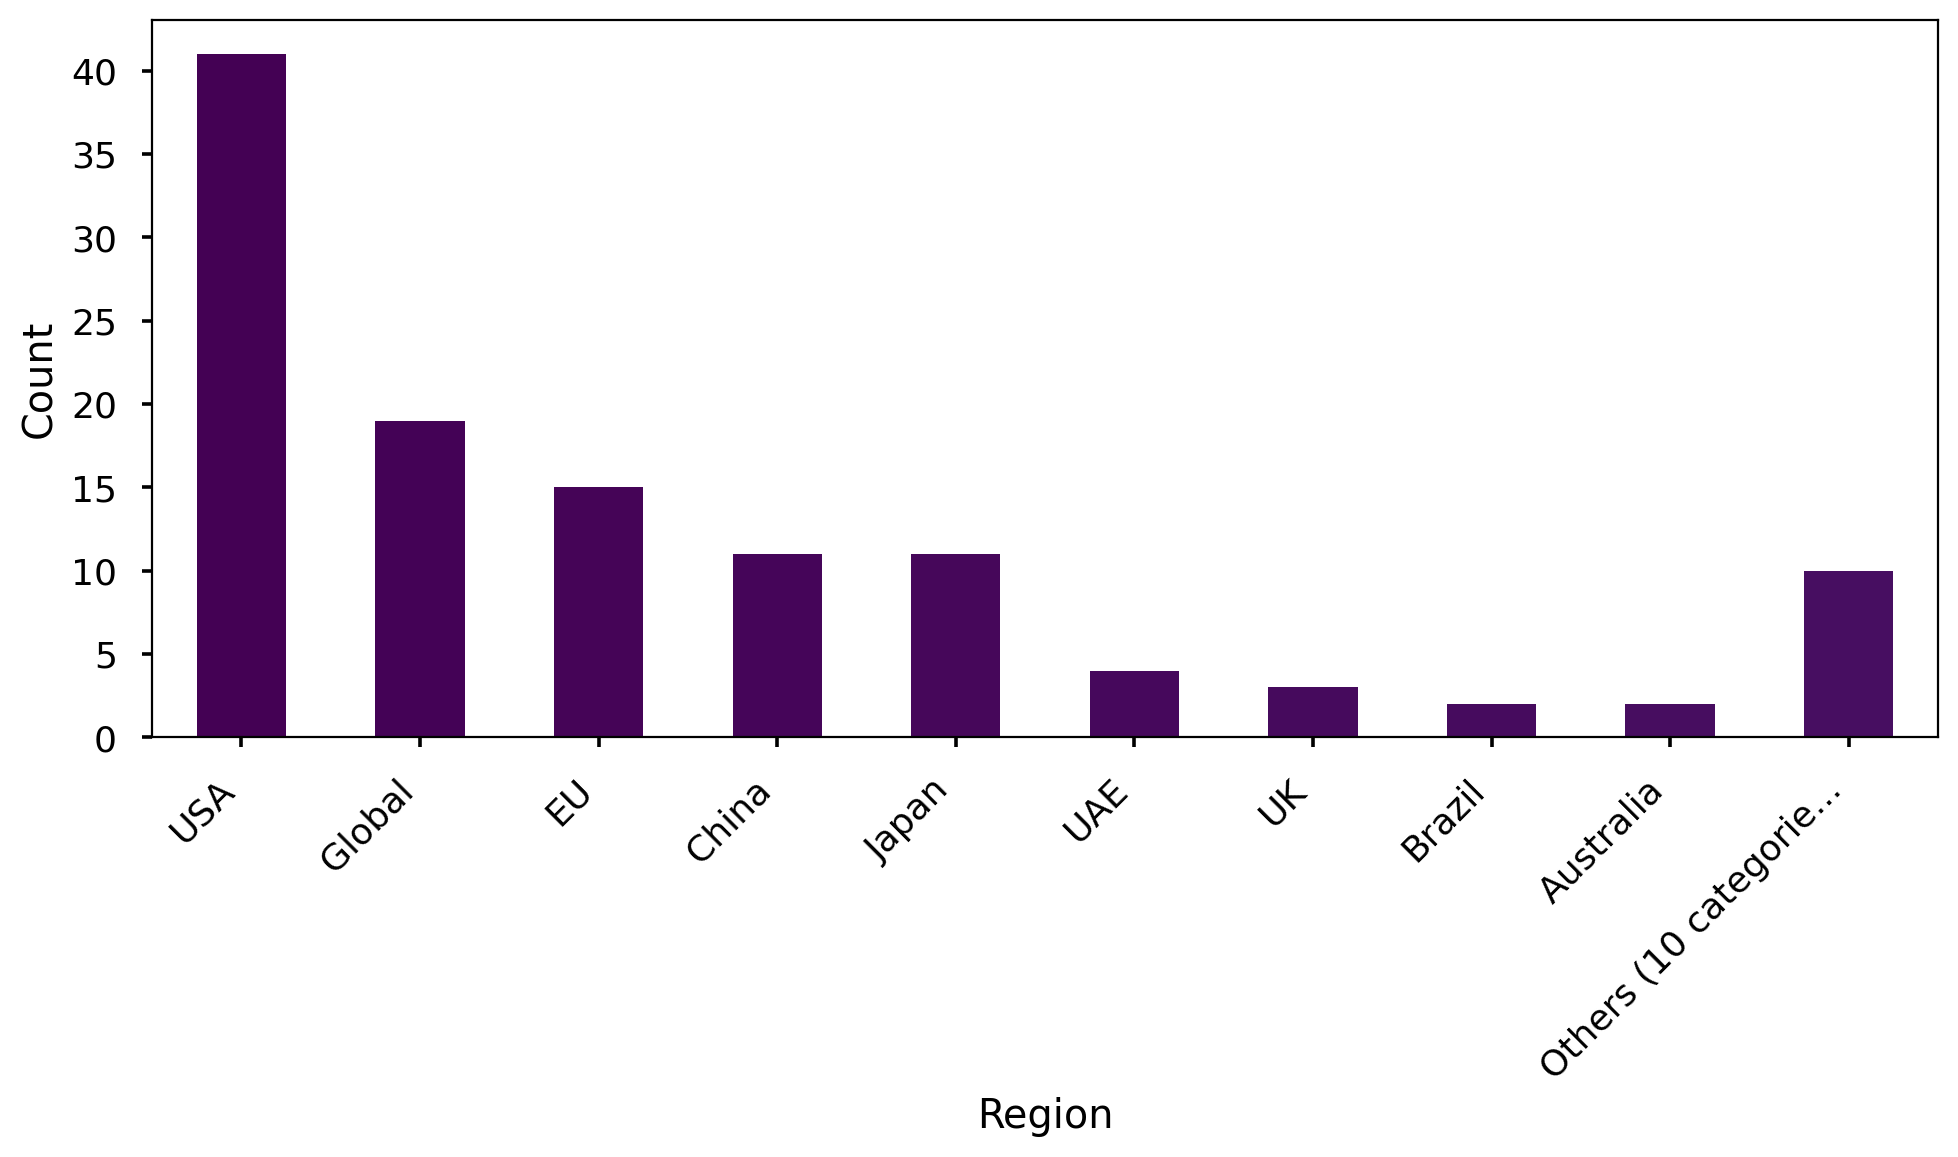 Count
40
35
30
25
20
15
10
5
0
USA
Global
EU
China
Japan
UAE
UK
Brazil
Australia
Others (10 categorie...
Region